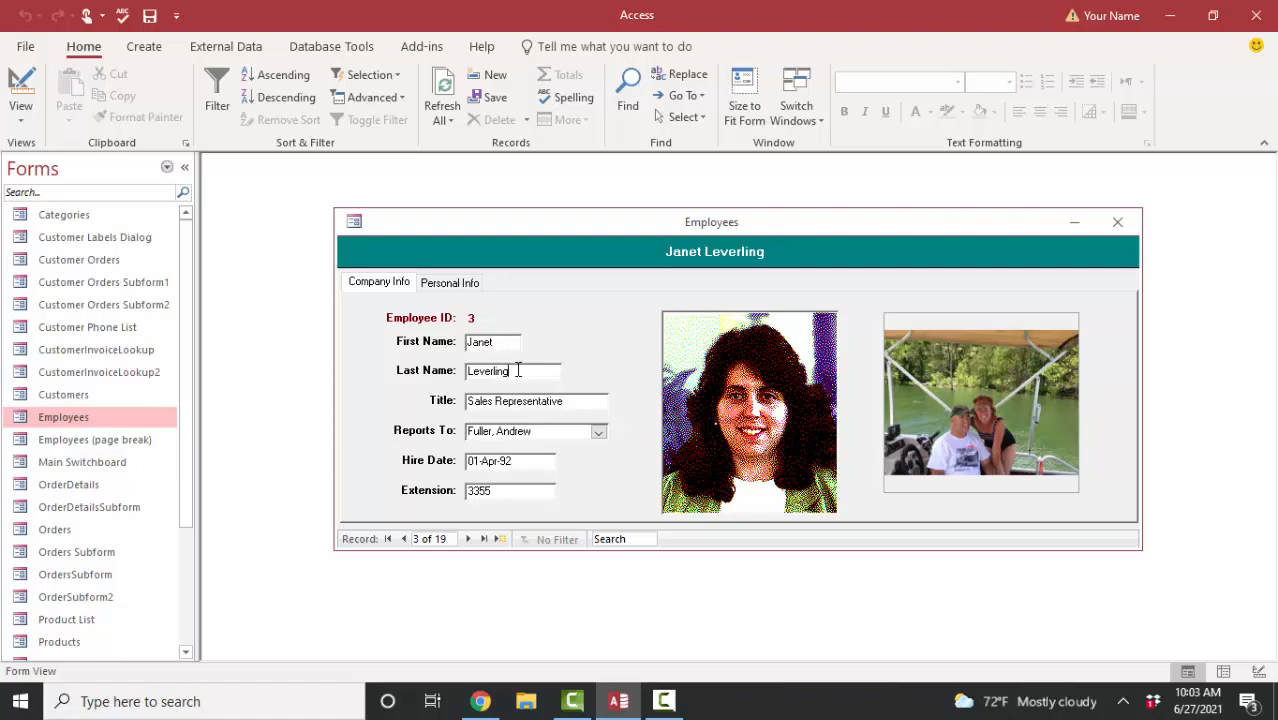 Access
Your Name
File Home Create External Data Database Tools Add-ins Help Tell me what you want to do
View
Views
Paste
Cut
Copy
Format Painter
Clipboard
Filter
Ascending
Descending
Remove Sort
Selection
Advanced
Toggle Filter
Sort & Filter
Refresh
All
New
Save
Delete
Totals
Spelling
More
Records
Find
Replace
Go To
Select
Find
Size to
Fit Form
Switch
Windows
Window
B I U A
Text Formatting
Forms
Search...
Categories
Customer Labels Dialog
Customer Orders
Customer Orders Subform1
Customer Orders Subform2
Customer Phone List
CustomerInvoiceLookup
CustomerInvoiceLookup2
Customers
Employees
Employees (page break)
Main Switchboard
OrderDetails
OrderDetailsSubform
Orders
Orders Subform
OrdersSubform
OrderSubform2
Product List
Products
Employees
Janet Leverling
Company Info Personal Info
Employee ID: 3
First Name: Janet
Last Name: Leverling
Title: Sales Representative
Reports To: Fuller, Andrew
Hire Date: 01-Apr-92
Extension: 3355
Record: 3 of 19 No Filter Search
Form View
Type here to search
72°F Mostly cloudy
10:03 AM
6/27/2021
3